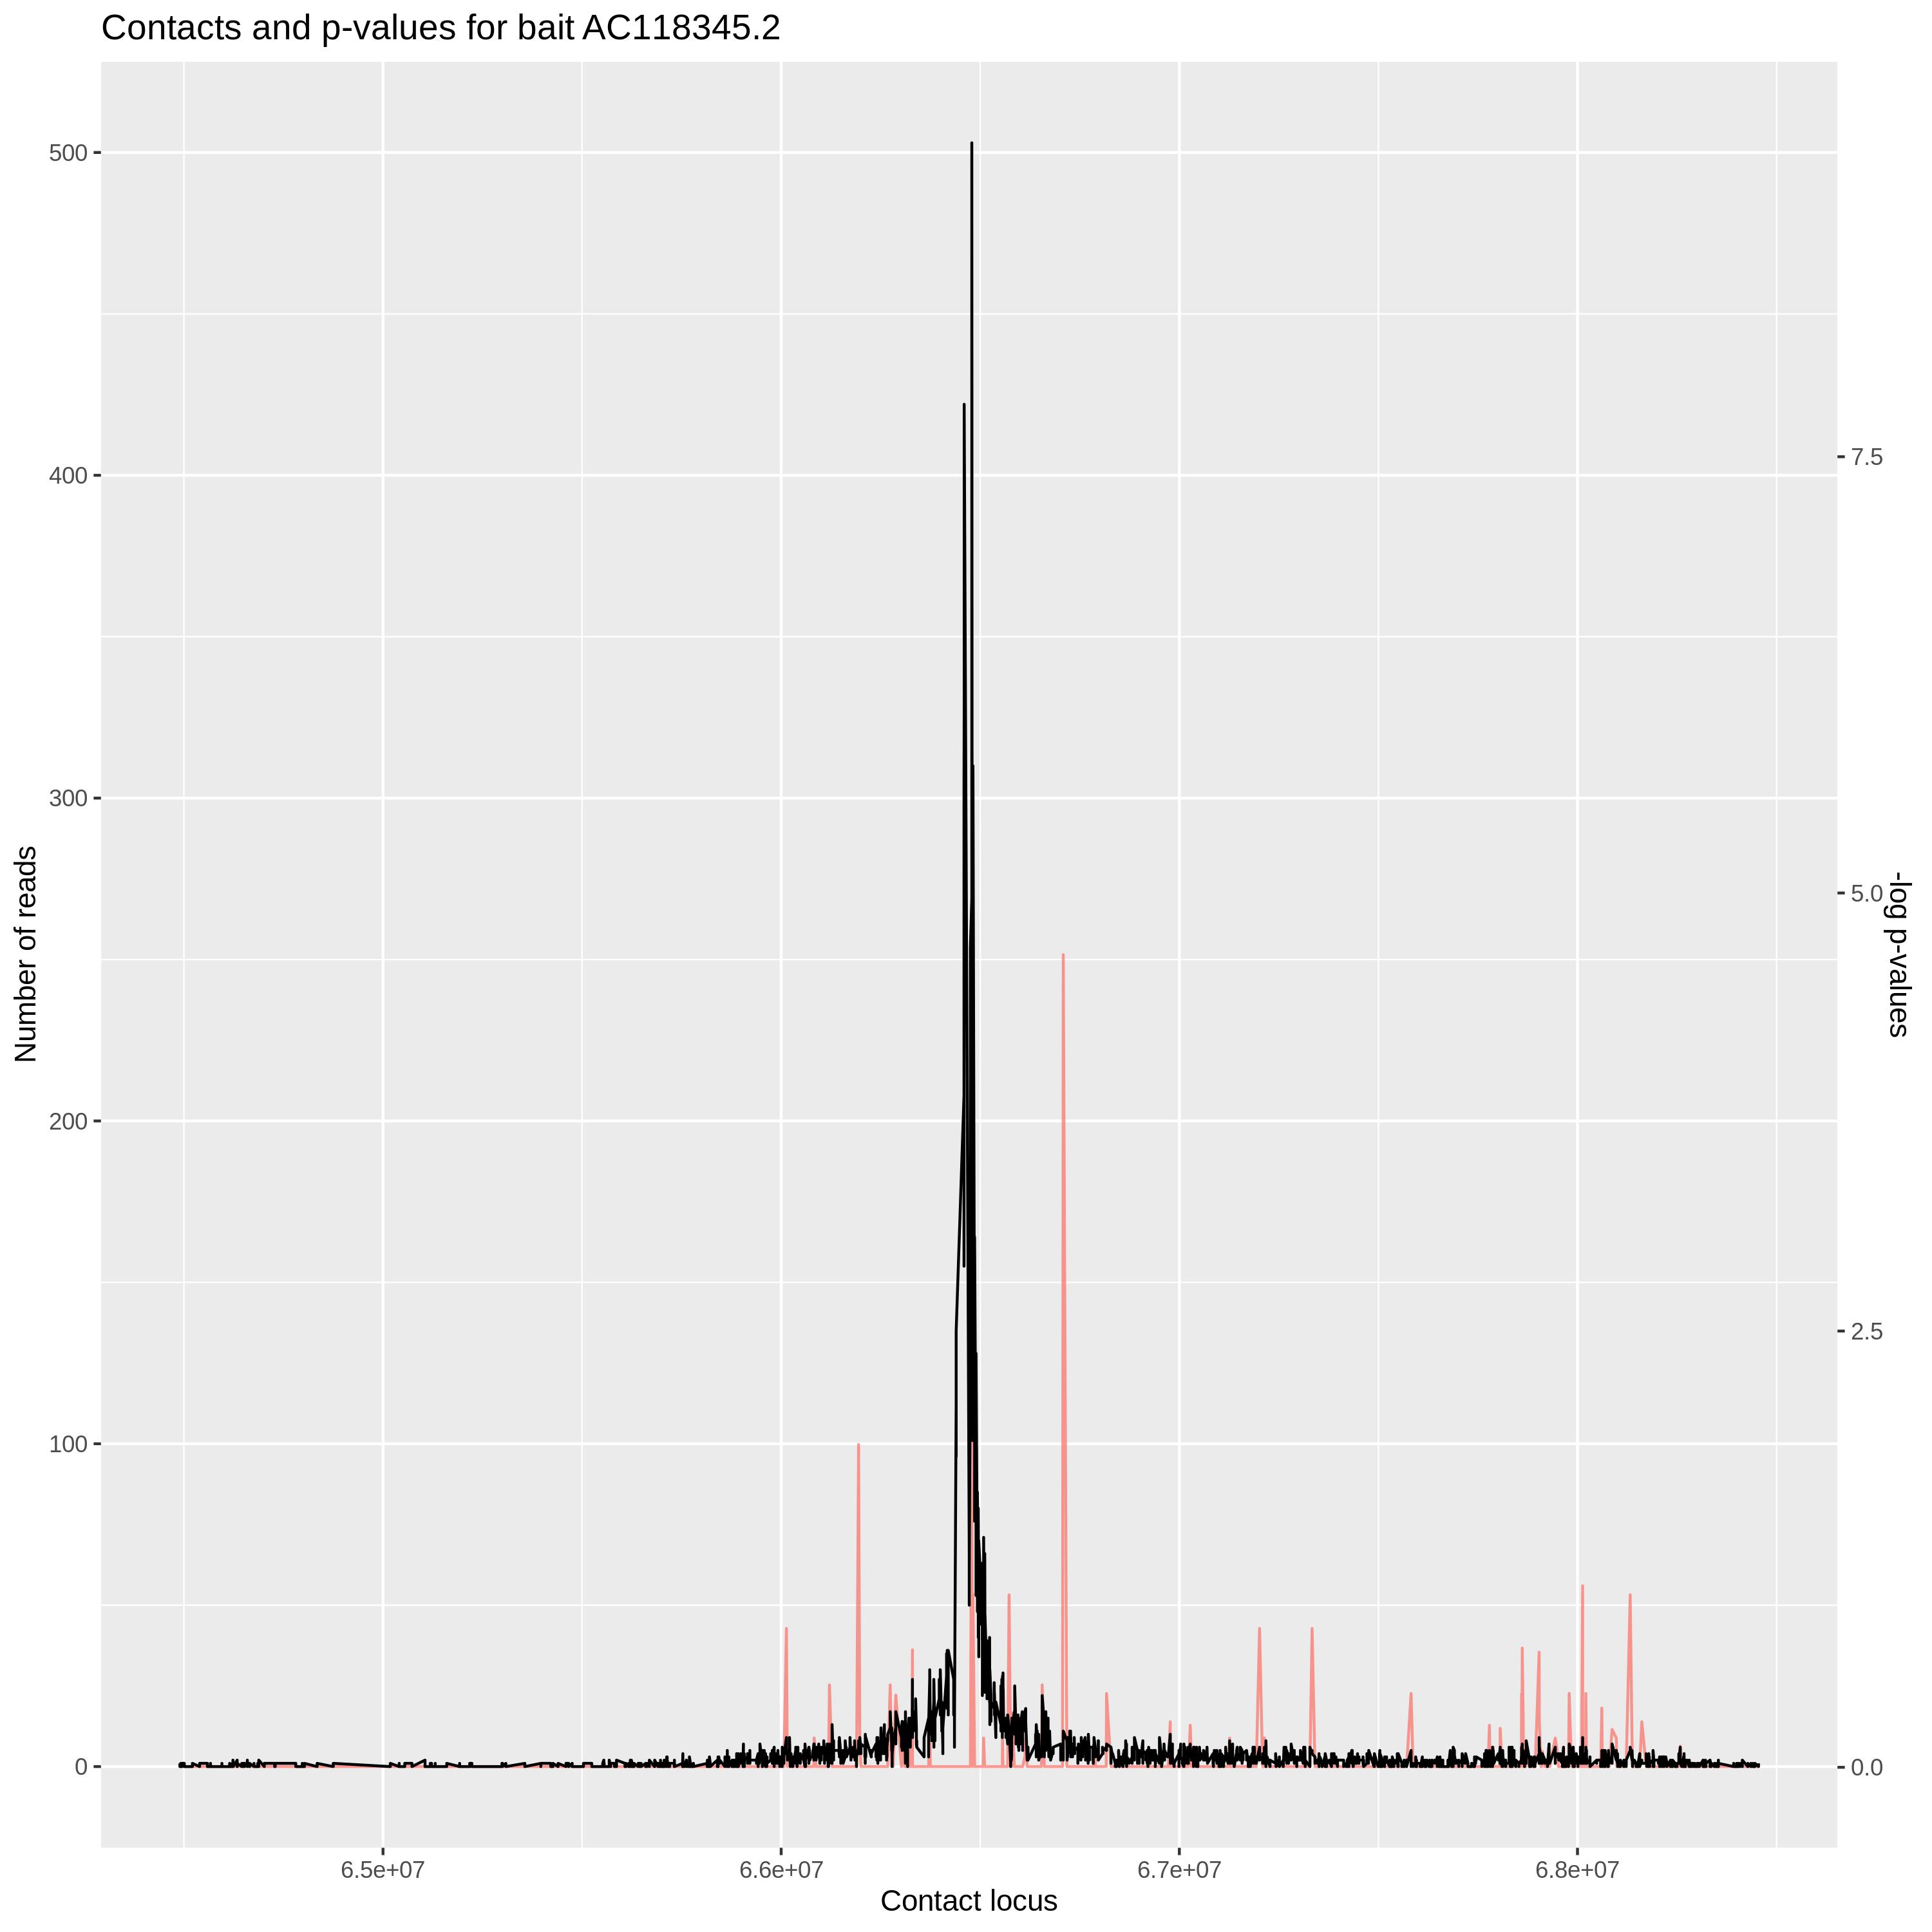 Contacts and p-values for bait AC118345.2
500
400
300
200
100
0
Number of reads
7.5
5.0
2.5
0.0
-log p-values
6.5e+07
6.6e+07
6.7e+07
6.8e+07
Contact locus